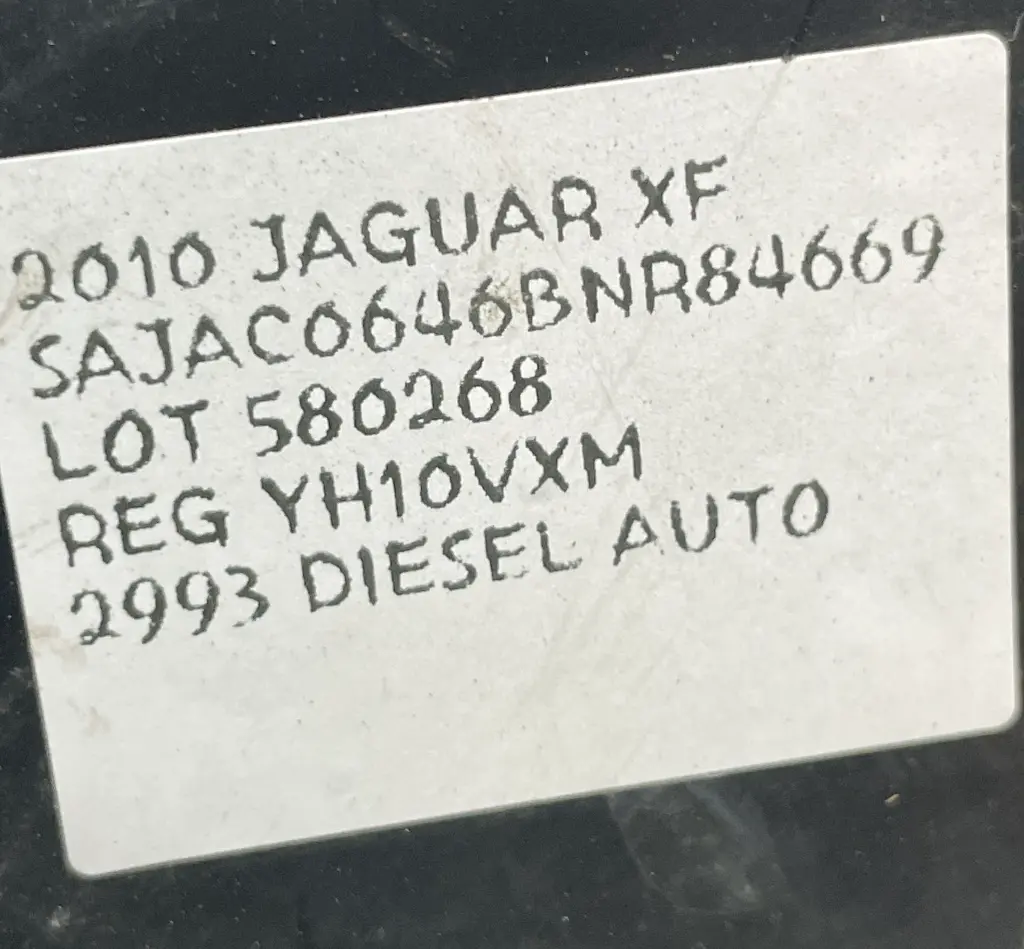 2010 JAGUAR XF
SAJAC0646BNR84669
LOT 580268
REG YH10VXM
2993 DIESEL AUTO